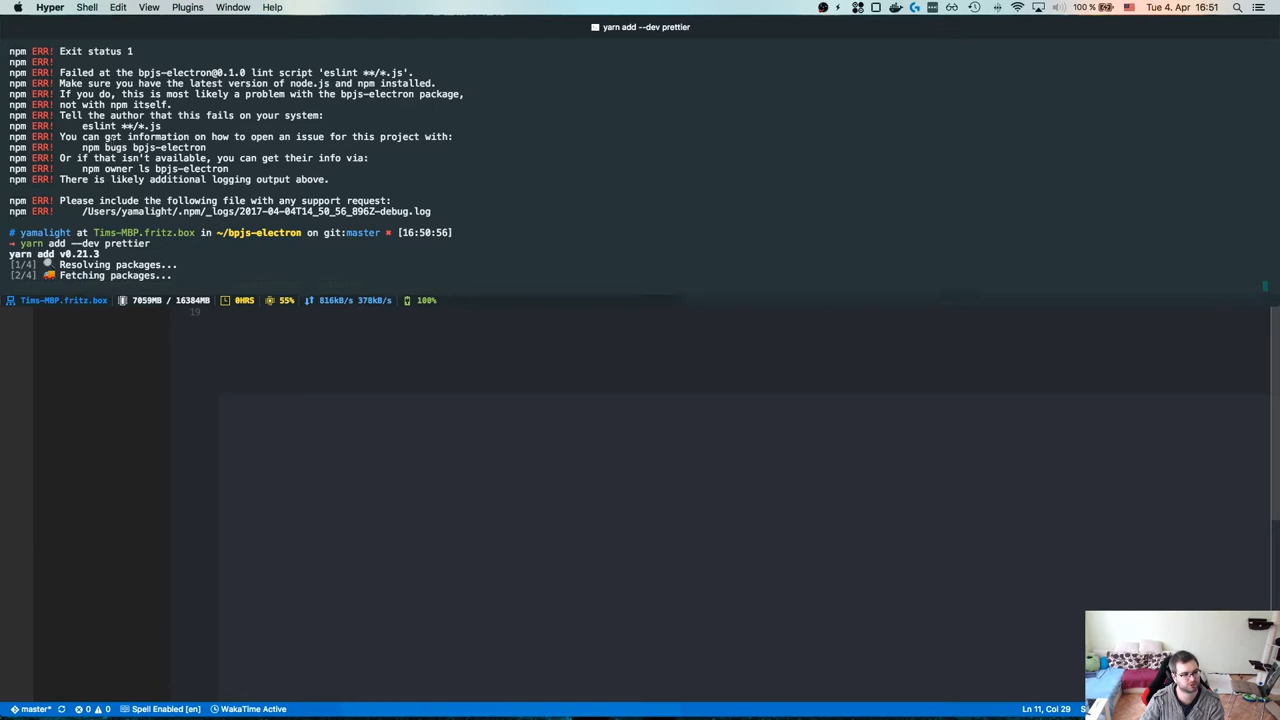 Hyper Shell Edit View Plugins Window Help 100 % Tue 4. Apr 16:51
yarn add --dev prettier
npm ERR! Exit status 1
npm ERR!
npm ERR! Failed at the bpjs-electron@0.1.0 lint script 'eslint **/*.js'.
npm ERR! Make sure you have the latest version of node.js and npm installed.
npm ERR! If you do, this is most likely a problem with the bpjs-electron package,
npm ERR! not with npm itself.
npm ERR! Tell the author that this fails on your system:
npm ERR! eslint **/*.js
npm ERR! You can get information on how to open an issue for this project with:
npm ERR! npm bugs bpjs-electron
npm ERR! Or if that isn't available, you can get their info via:
npm ERR! npm owner ls bpjs-electron
npm ERR! There is likely additional logging output above.
npm ERR! Please include the following file with any support request:
npm ERR! /Users/yamalight/.npm/_logs/2017-04-04T14_50_56_896Z-debug.log
# yamalight at Tims-MBP.fritz.box in ~/bpjs-electron on git:master ✖ [16:50:56]
→ yarn add --dev prettier
yarn add v0.21.3
[1/4] 🔍 Resolving packages...
[2/4] 🚚 Fetching packages...
Tims-MBP.fritz.box 7059MB / 16384MB 0HRS 55% 816kB/s 378kB/s 100%
19
master* 0 0 Spell Enabled [en] WakaTime Active Ln 11, Col 29